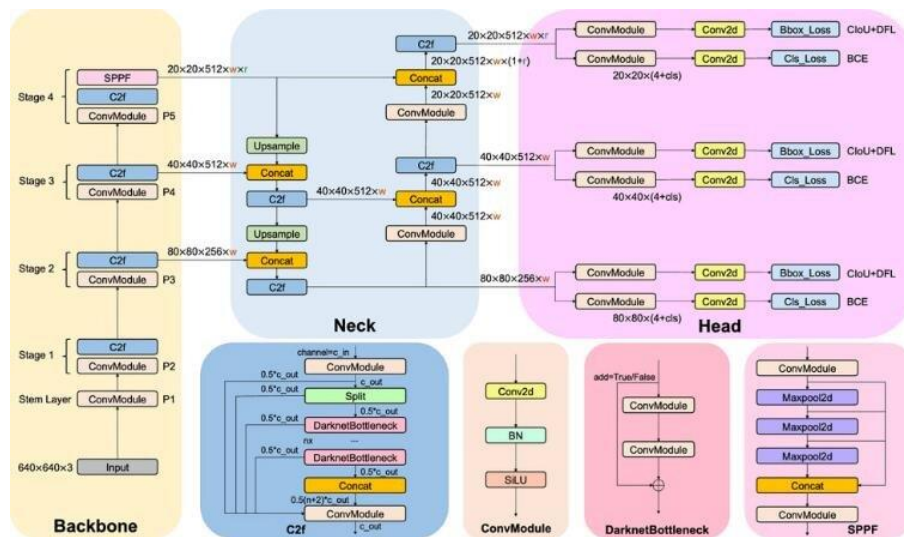 Stage 4
SPPF
C2f
ConvModule
P5
20×20×512×w×r
Stage 3
C2f
ConvModule
P4
40×40×512×w
Stage 2
C2f
ConvModule
P3
80×80×256×w
Stage 1
C2f
ConvModule
P2
Stem Layer
ConvModule
P1
640×640×3
Input
Backbone
Upsample
Concat
C2f
40×40×512×w
Upsample
Concat
C2f
C2f
20×20×512×w×r
20×20×512×w×(1+r)
Concat
20×20×512×w
ConvModule
C2f
40×40×512×w
40×40×512×w
Concat
40×40×512×w
ConvModule
80×80×256×w
Neck
ConvModule
Conv2d
Bbox_Loss
CIoU+DFL
ConvModule
Conv2d
Cls_Loss
BCE
20×20×(4+cls)
ConvModule
Conv2d
Bbox_Loss
CIoU+DFL
ConvModule
Conv2d
Cls_Loss
BCE
40×40×(4+cls)
ConvModule
Conv2d
Bbox_Loss
CIoU+DFL
ConvModule
Conv2d
Cls_Loss
BCE
80×80×(4+cls)
Head
channel=c_in
ConvModule
0.5*c_out
c_out
0.5*c_out
Split
0.5*c_out
0.5*c_out
DarknetBottleneck
nx
...
0.5*c_out
DarknetBottleneck
0.5*c_out
Concat
0.5(n+2)*c_out
ConvModule
c_out
C2f
Conv2d
BN
SiLU
ConvModule
add=True/False
ConvModule
ConvModule
DarknetBottleneck
ConvModule
Maxpool2d
Maxpool2d
Maxpool2d
Concat
ConvModule
SPPF